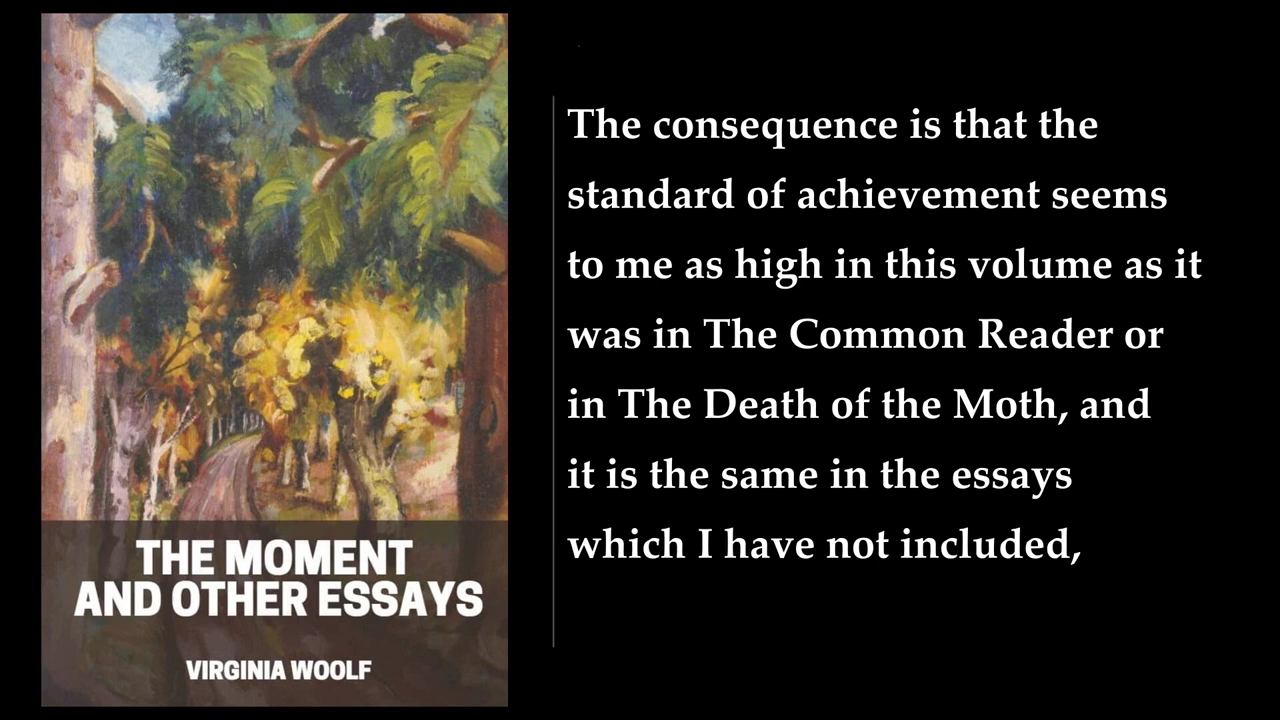 THE MOMENT
AND OTHER ESSAYS
VIRGINIA WOOLF
The consequence is that the
standard of achievement seems
to me as high in this volume as it
was in The Common Reader or
in The Death of the Moth, and
it is the same in the essays
which I have not included,